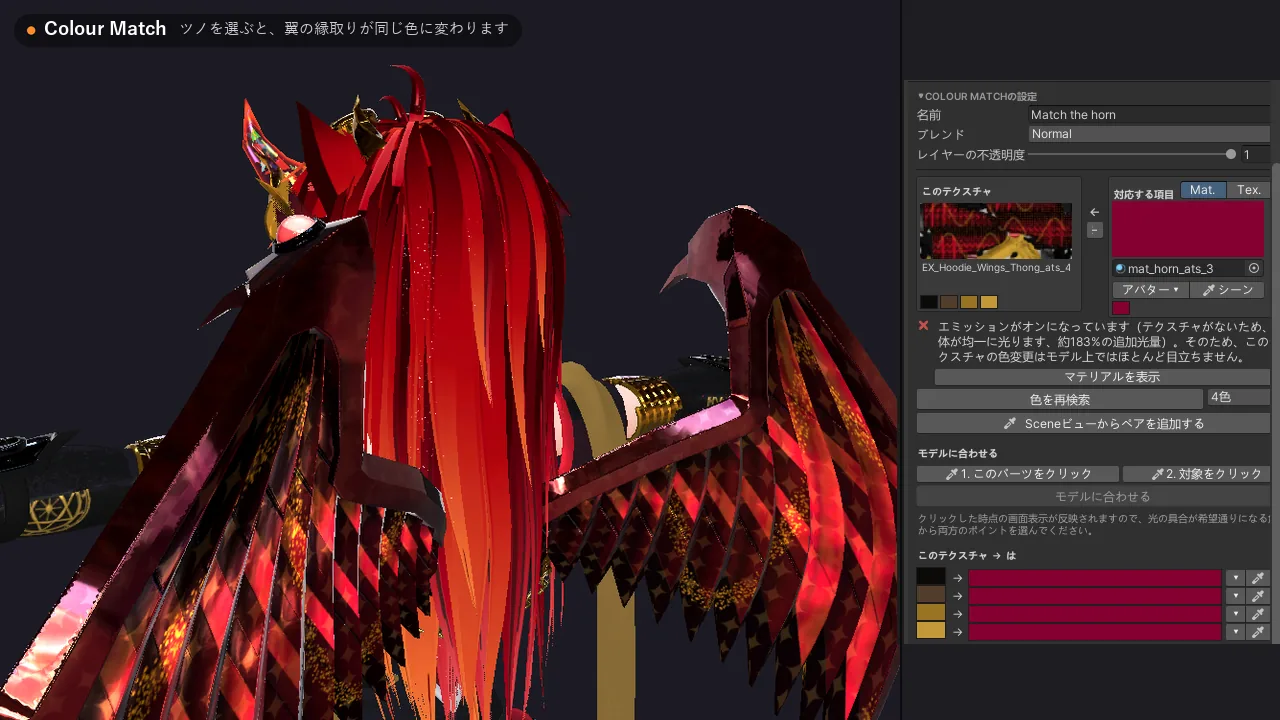 Colour Match ツノを選ぶと、翼の縁取りが同じ色に変わります
▼COLOUR MATCHの設定
名前 Match the horn
ブレンド Normal
レイヤーの不透明度 1
このテクスチャ
対応する項目 Mat. Tex.
←
−
EX_Hoodie_Wings_Thong_ats_4
mat_horn_ats_3
アバター▼ シーン
エミッションがオンになっています（テクスチャがないため、
体が均一に光ります、約183%の追加光量）。そのため、この
クスチャの色変更はモデル上ではほとんど目立ちません。
マテリアルを表示
色を再検索 4色
Sceneビューからペアを追加する
モデルに合わせる
1. このパーツをクリック 2. 対象をクリック
モデルに合わせる
クリックした時点の画面表示が反映されますので、光の具合が希望通りになる
から両方のポイントを選んでください。
このテクスチャ → は
→
→
→
→